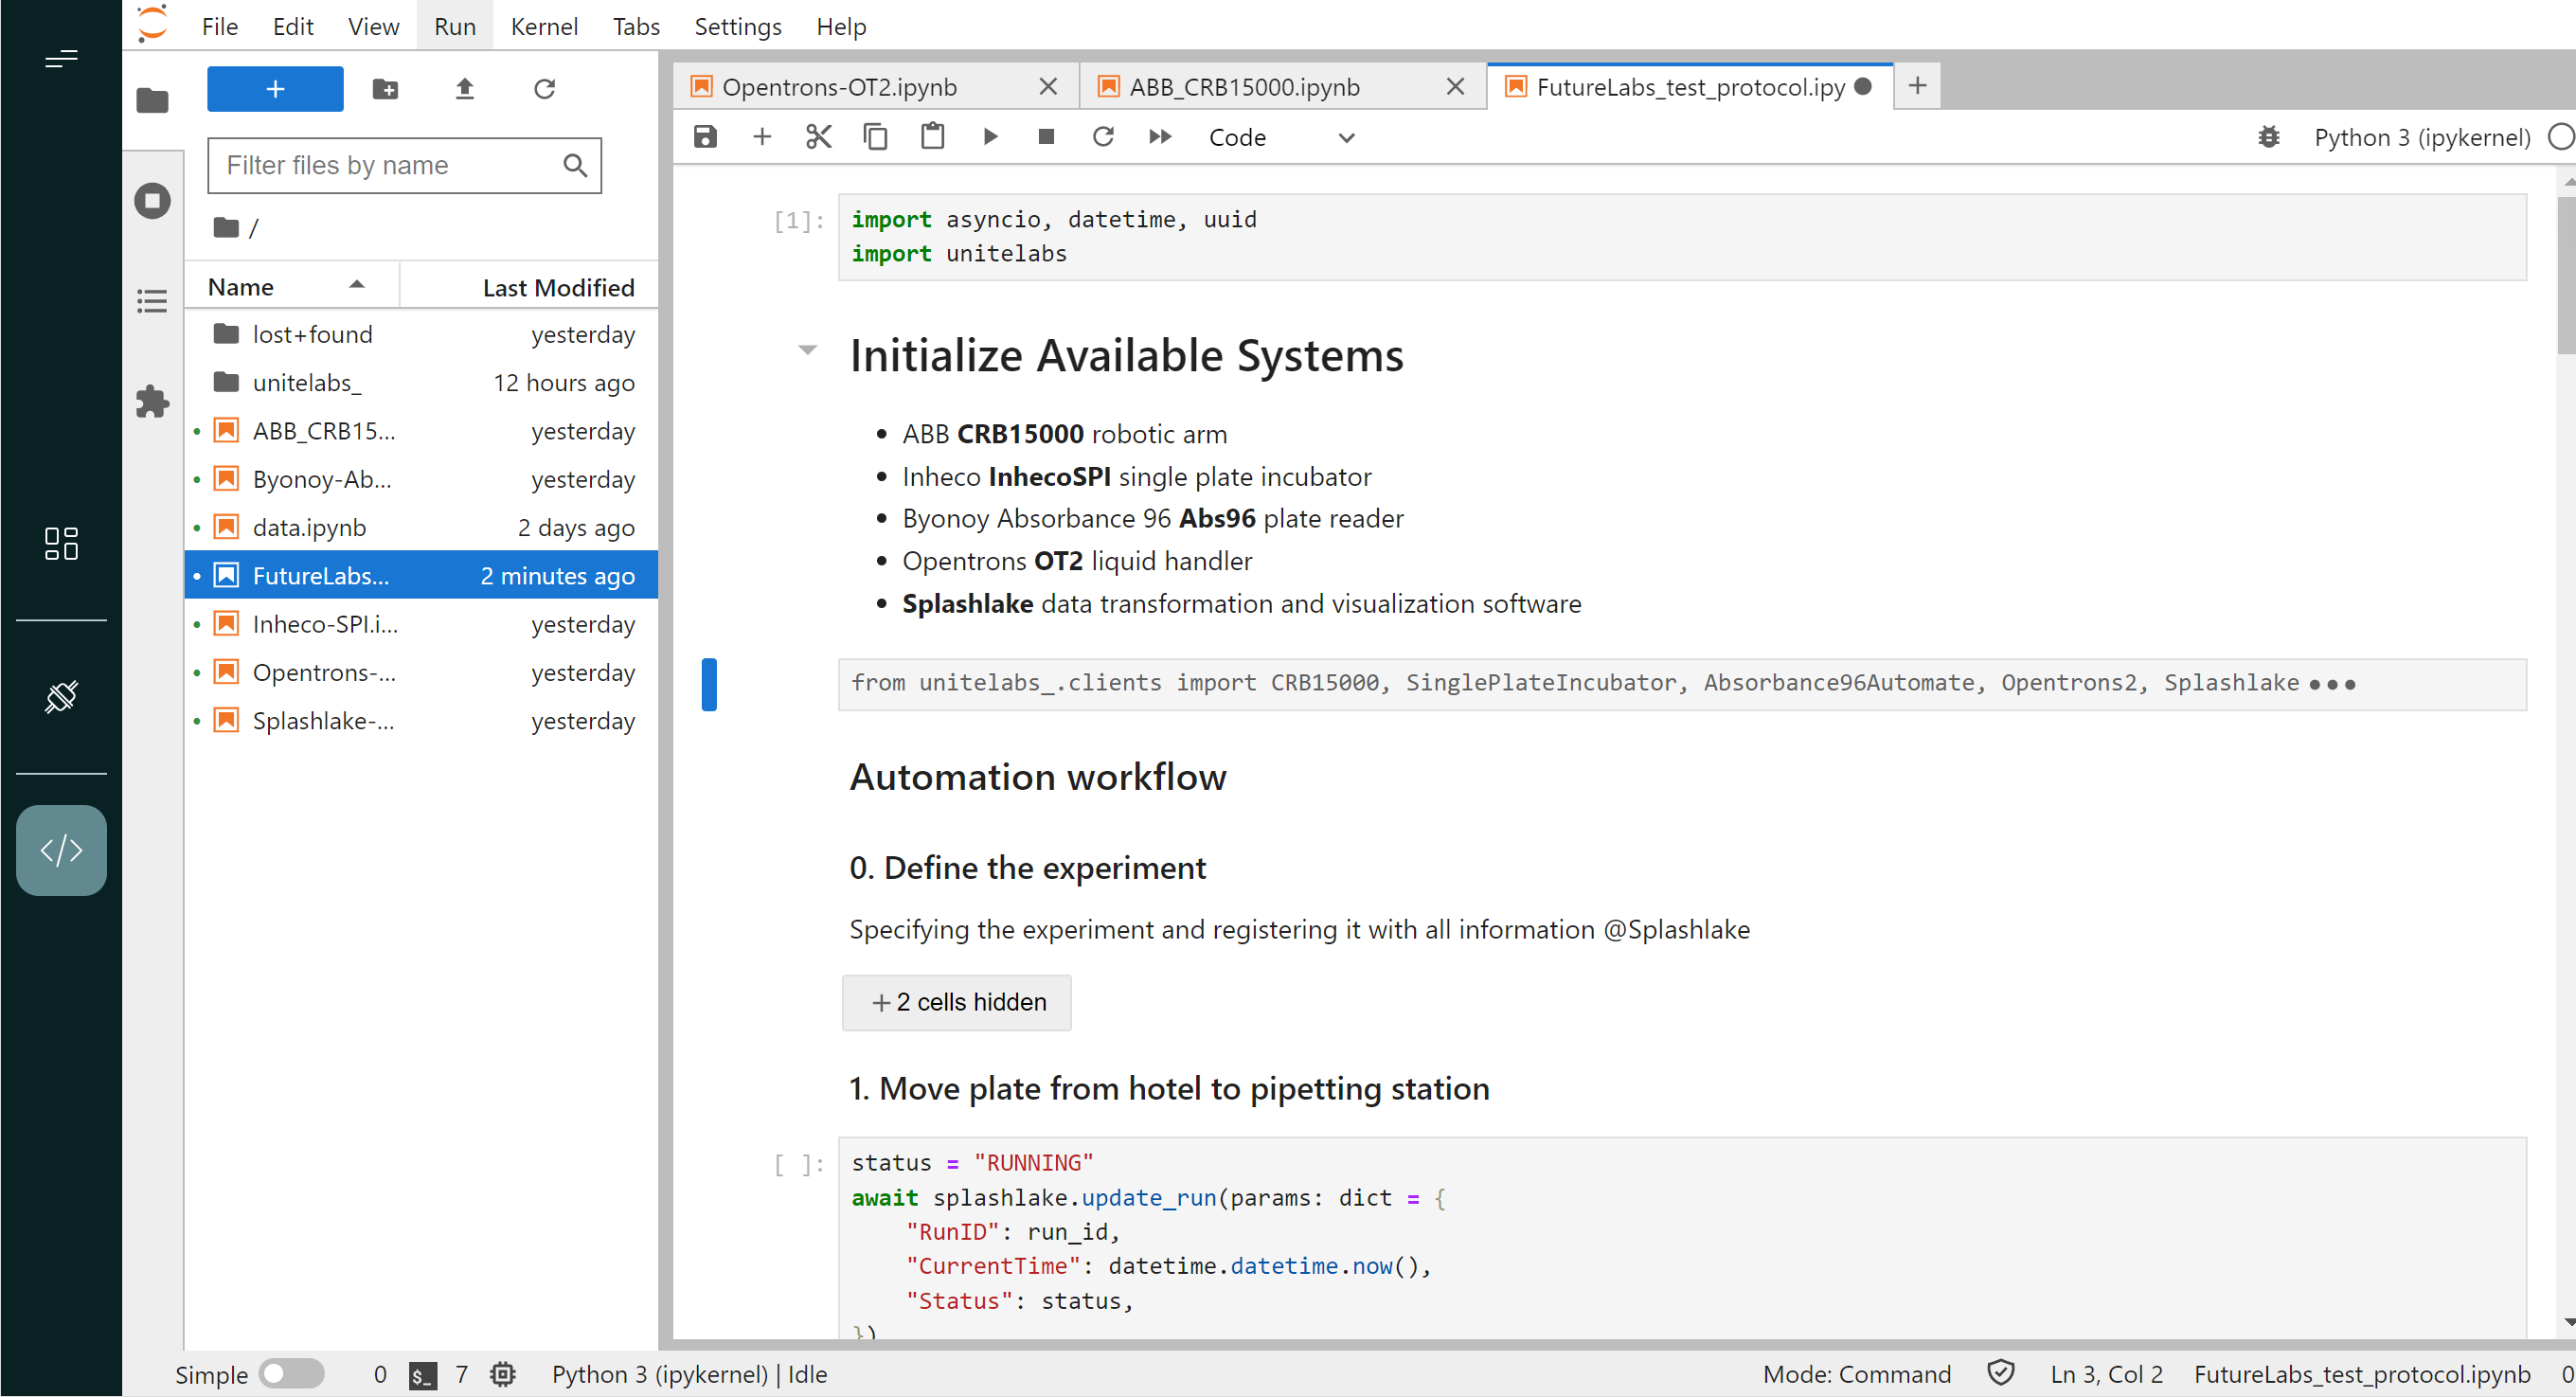 File Edit View Run Kernel Tabs Settings Help
+
Filter files by name
/
Name Last Modified
lost+found yesterday
unitelabs_ 12 hours ago
ABB_CRB15... yesterday
Byonoy-Ab... yesterday
data.ipynb 2 days ago
FutureLabs... 2 minutes ago
Inheco-SPI.i... yesterday
Opentrons-... yesterday
Splashlake-... yesterday
Opentrons-OT2.ipynb ABB_CRB15000.ipynb FutureLabs_test_protocol.ipy
Code Python 3 (ipykernel)
[1]: import asyncio, datetime, uuid
import unitelabs
Initialize Available Systems
• ABB CRB15000 robotic arm
• Inheco InhecoSPI single plate incubator
• Byonoy Absorbance 96 Abs96 plate reader
• Opentrons OT2 liquid handler
• Splashlake data transformation and visualization software
from unitelabs_.clients import CRB15000, SinglePlateIncubator, Absorbance96Automate, Opentrons2, Splashlake •••
Automation workflow
0. Define the experiment
Specifying the experiment and registering it with all information @Splashlake
+ 2 cells hidden
1. Move plate from hotel to pipetting station
[ ]: status = "RUNNING"
await splashlake.update_run(params: dict = {
"RunID": run_id,
"CurrentTime": datetime.datetime.now(),
"Status": status,
})
Simple 0 $_ 7 Python 3 (ipykernel) | Idle Mode: Command Ln 3, Col 2 FutureLabs_test_protocol.ipynb 0